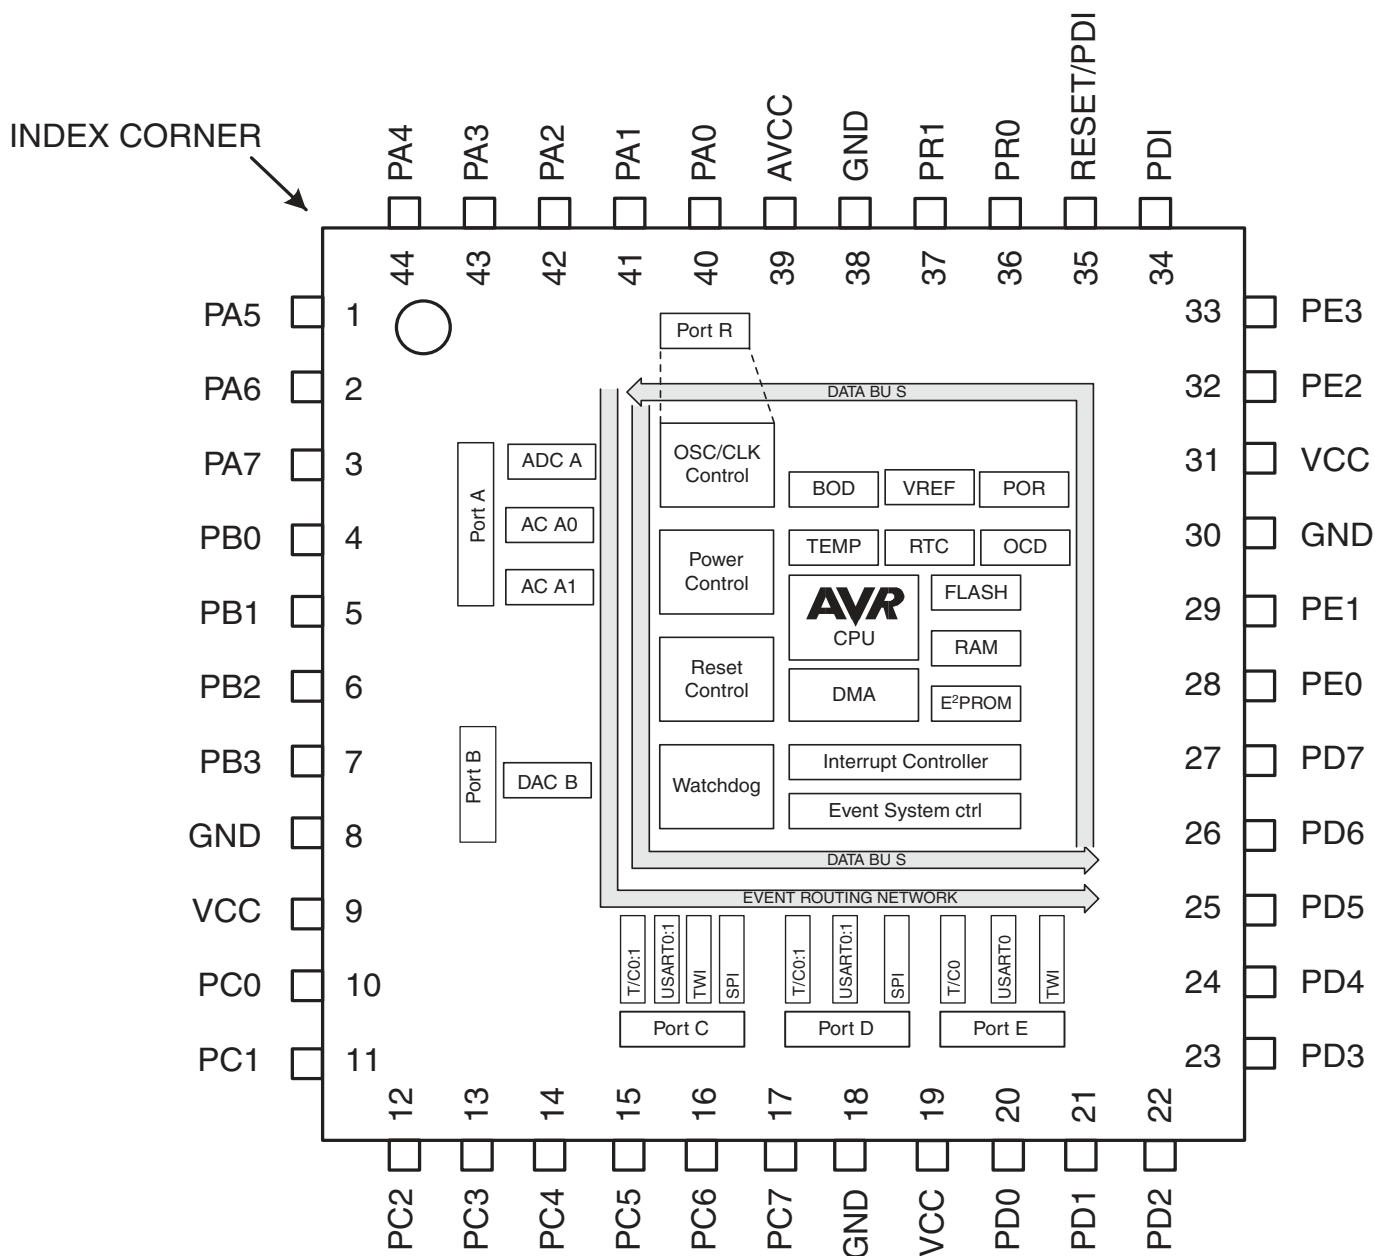 INDEX CORNER
PA4
PA3
PA2
PA1
PA0
AVCC
GND
PR1
PR0
RESET/PDI
PDI
44
43
42
41
40
39
38
37
36
35
34
PA5 1
PA6 2
PA7 3
PB0 4
PB1 5
PB2 6
PB3 7
GND 8
VCC 9
PC0 10
PC1 11
33 PE3
32 PE2
31 VCC
30 GND
29 PE1
28 PE0
27 PD7
26 PD6
25 PD5
24 PD4
23 PD3
Port R
DATA BU S
OSC/CLK
Control
BOD
VREF
POR
Power
Control
TEMP
RTC
OCD
AVR
CPU
FLASH
RAM
Reset
Control
DMA
E²PROM
Watchdog
Interrupt Controller
Event System ctrl
DATA BU S
EVENT ROUTING NETWORK
Port A
ADC A
AC A0
AC A1
Port B
DAC B
T/C0:1
USART0:1
TWI
SPI
Port C
T/C0:1
USART0:1
SPI
Port D
T/C0
USART0
TWI
Port E
12
13
14
15
16
17
18
19
20
21
22
PC2
PC3
PC4
PC5
PC6
PC7
GND
VCC
PD0
PD1
PD2